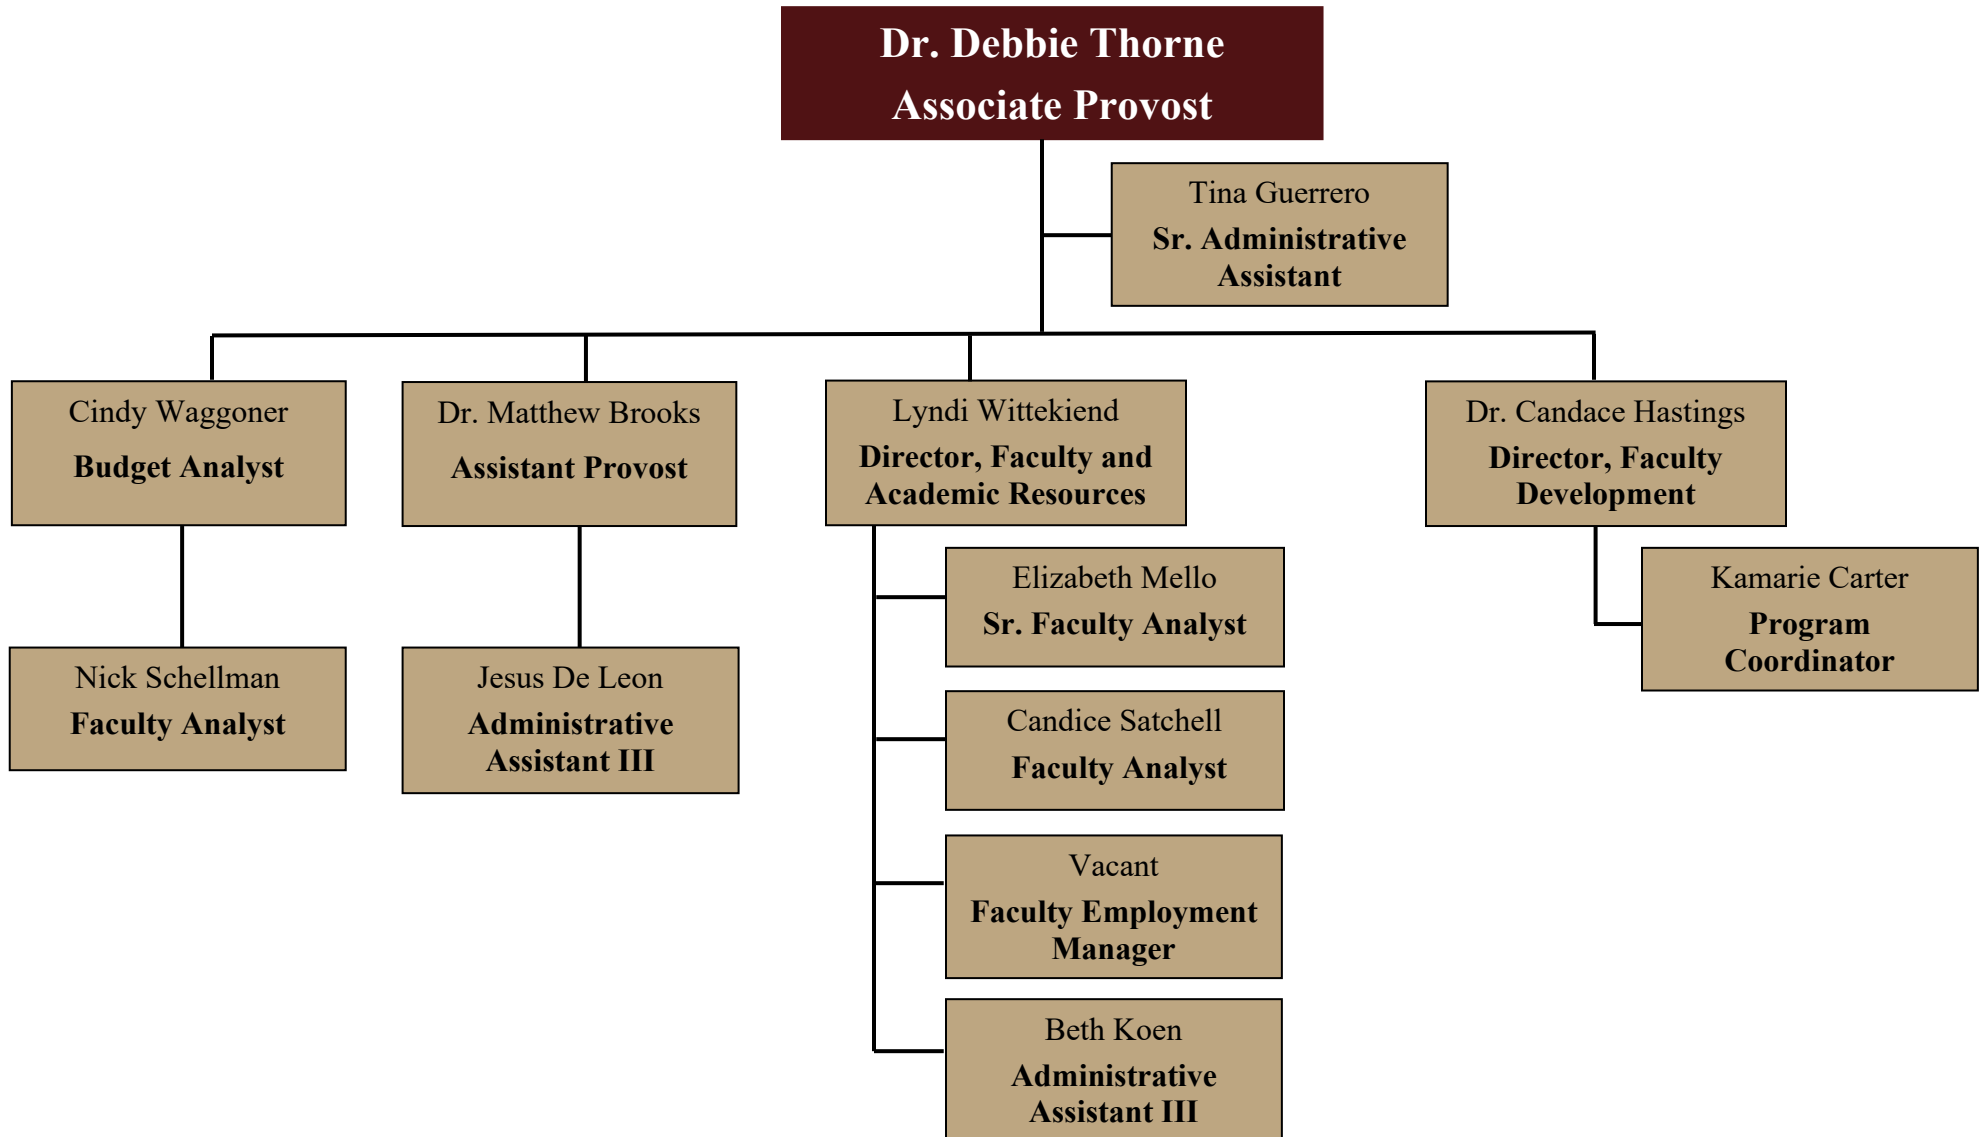 Dr. Debbie Thorne
Associate Provost
Tina Guerrero
Sr. Administrative
Assistant
Cindy Waggoner
Budget Analyst
Dr. Matthew Brooks
Assistant Provost
Lyndi Wittekiend
Director, Faculty and
Academic Resources
Dr. Candace Hastings
Director, Faculty
Development
Elizabeth Mello
Sr. Faculty Analyst
Kamarie Carter
Program
Coordinator
Nick Schellman
Faculty Analyst
Jesus De Leon
Administrative
Assistant III
Candice Satchell
Faculty Analyst
Vacant
Faculty Employment
Manager
Beth Koen
Administrative
Assistant III